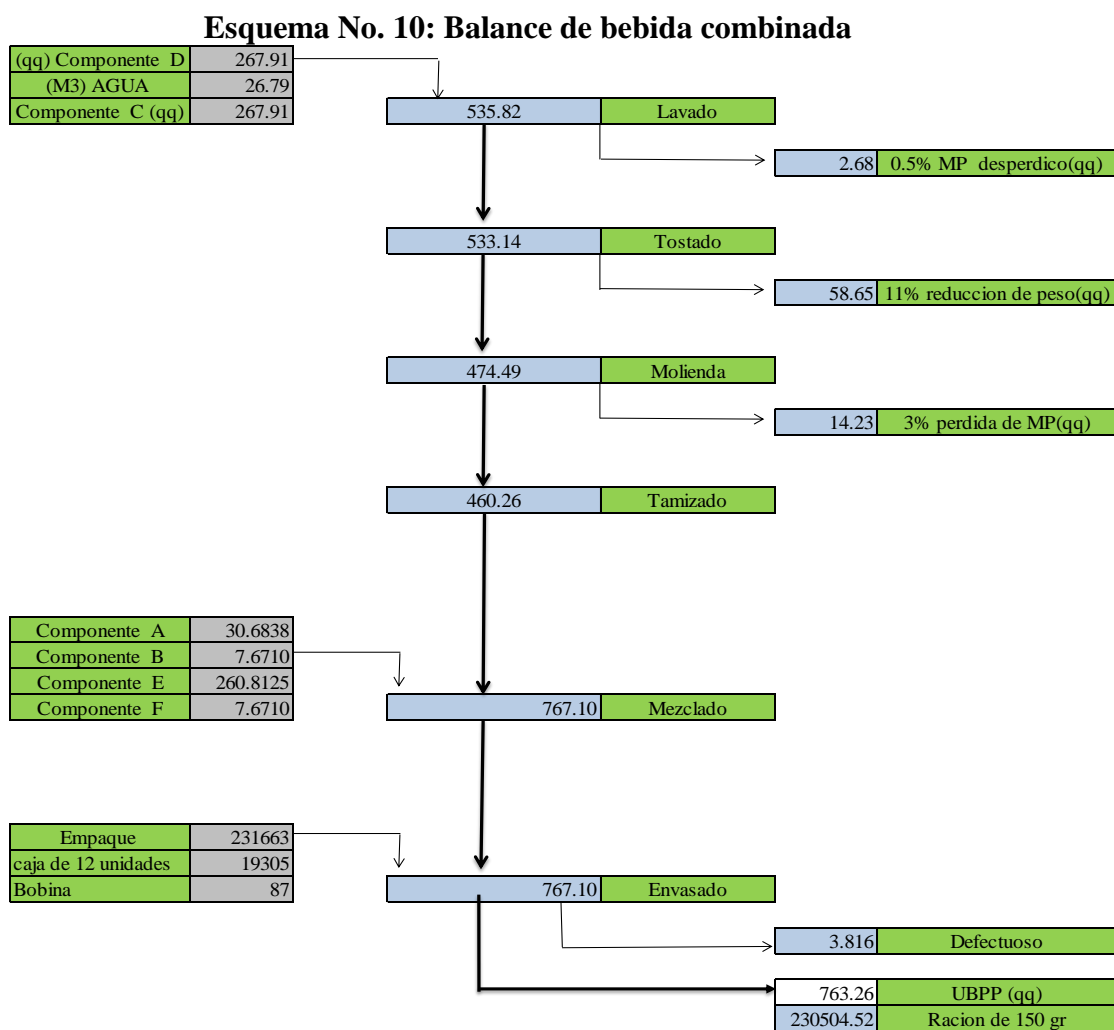 Esquema No. 10: Balance de bebida combinada
(qq) Componente D 267.91
(M3) AGUA 26.79
Componente C (qq) 267.91
535.82 Lavado
2.68 0.5% MP desperdico(qq)
533.14 Tostado
58.65 11% reduccion de peso(qq)
474.49 Molienda
14.23 3% perdida de MP(qq)
460.26 Tamizado
Componente A 30.6838
Componente B 7.6710
Componente E 260.8125
Componente F 7.6710
767.10 Mezclado
Empaque 231663
caja de 12 unidades 19305
Bobina 87
767.10 Envasado
3.816 Defectuoso
763.26 UBPP (qq)
230504.52 Racion de 150 gr